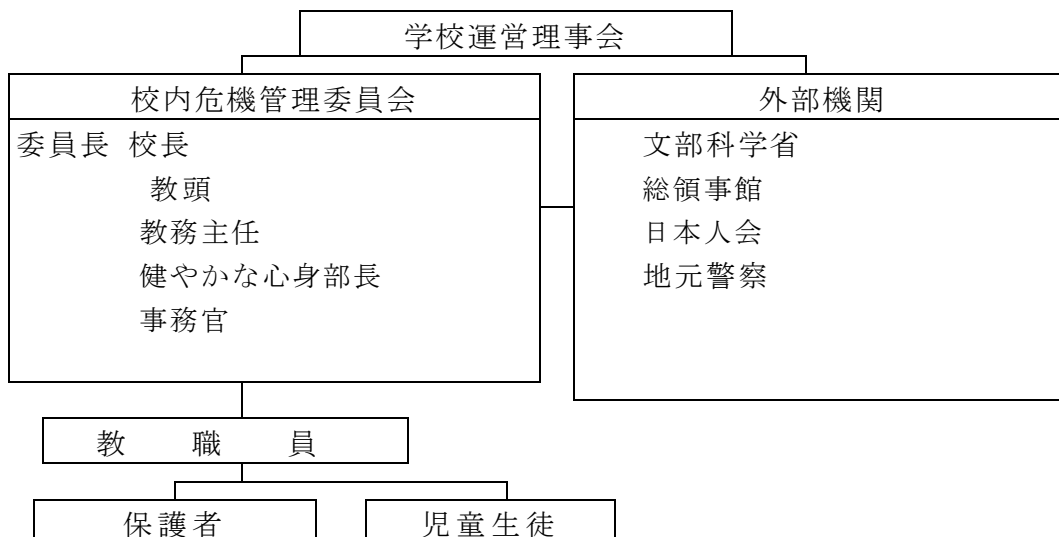 学校運営理事会
校内危機管理委員会
委員長 校長
教頭
教務主任
健やかな心身部長
事務官
外部機関
文部科学省
総領事館
日本人会
地元警察
教 職 員
保護者
児童生徒